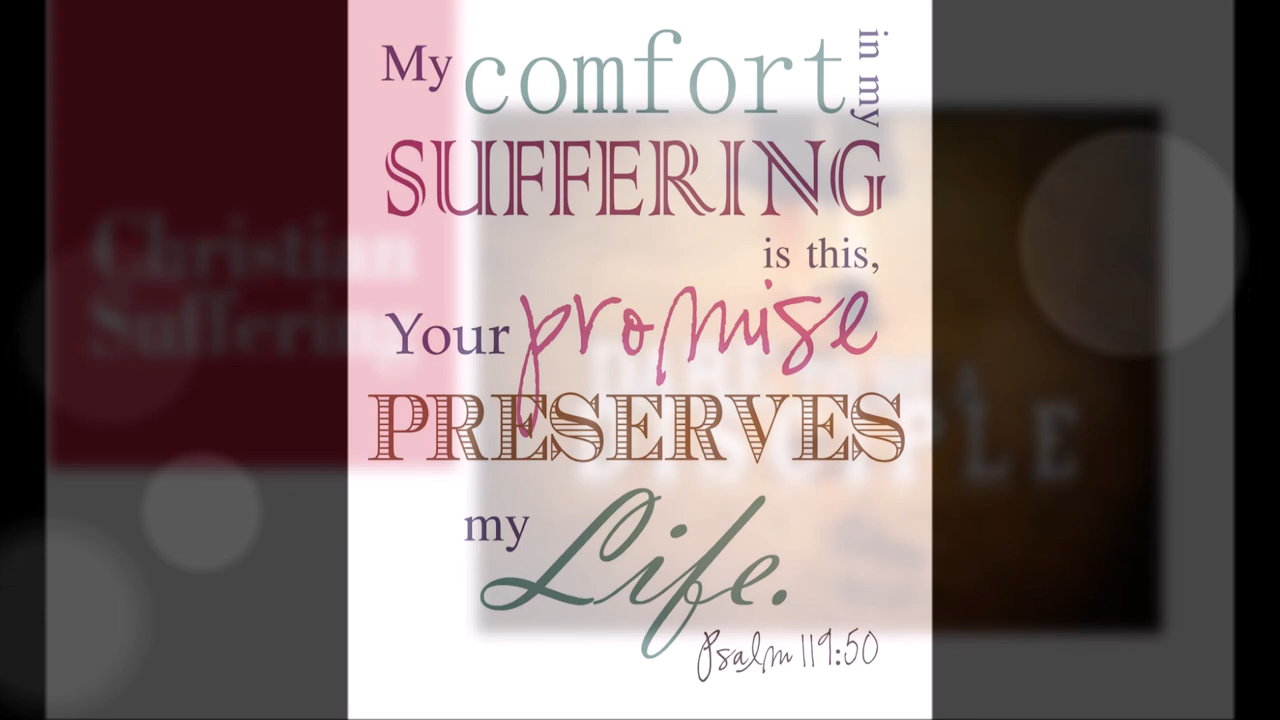 My comfort in my
SUFFERING
is this,
Your promise
PRESERVES
my Life.
Psalm 119:50
Christian
Suffering